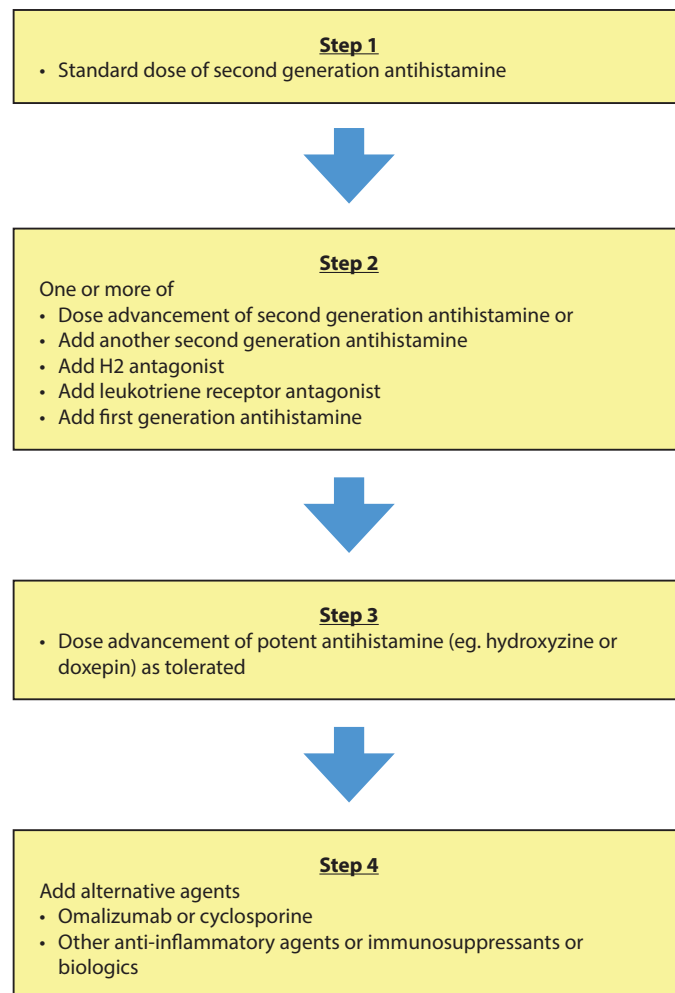 Step 1
• Standard dose of second generation antihistamine
Step 2
One or more of
• Dose advancement of second generation antihistamine or
• Add another second generation antihistamine
• Add H2 antagonist
• Add leukotriene receptor antagonist
• Add first generation antihistamine
Step 3
• Dose advancement of potent antihistamine (eg. hydroxyzine or
doxepin) as tolerated
Step 4
Add alternative agents
• Omalizumab or cyclosporine
• Other anti-inflammatory agents or immunosuppressants or
biologics